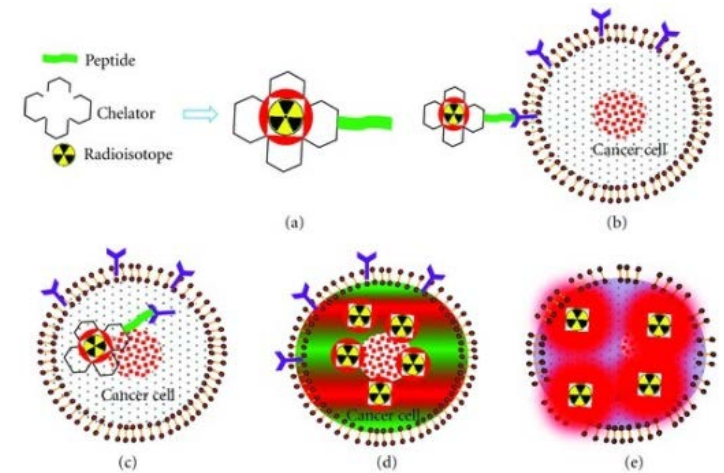 Peptide
Chelator
Radioisotope
Cancer cell
(a)
(b)
Cancer cell
Cancer cell
(c)
(d)
(e)